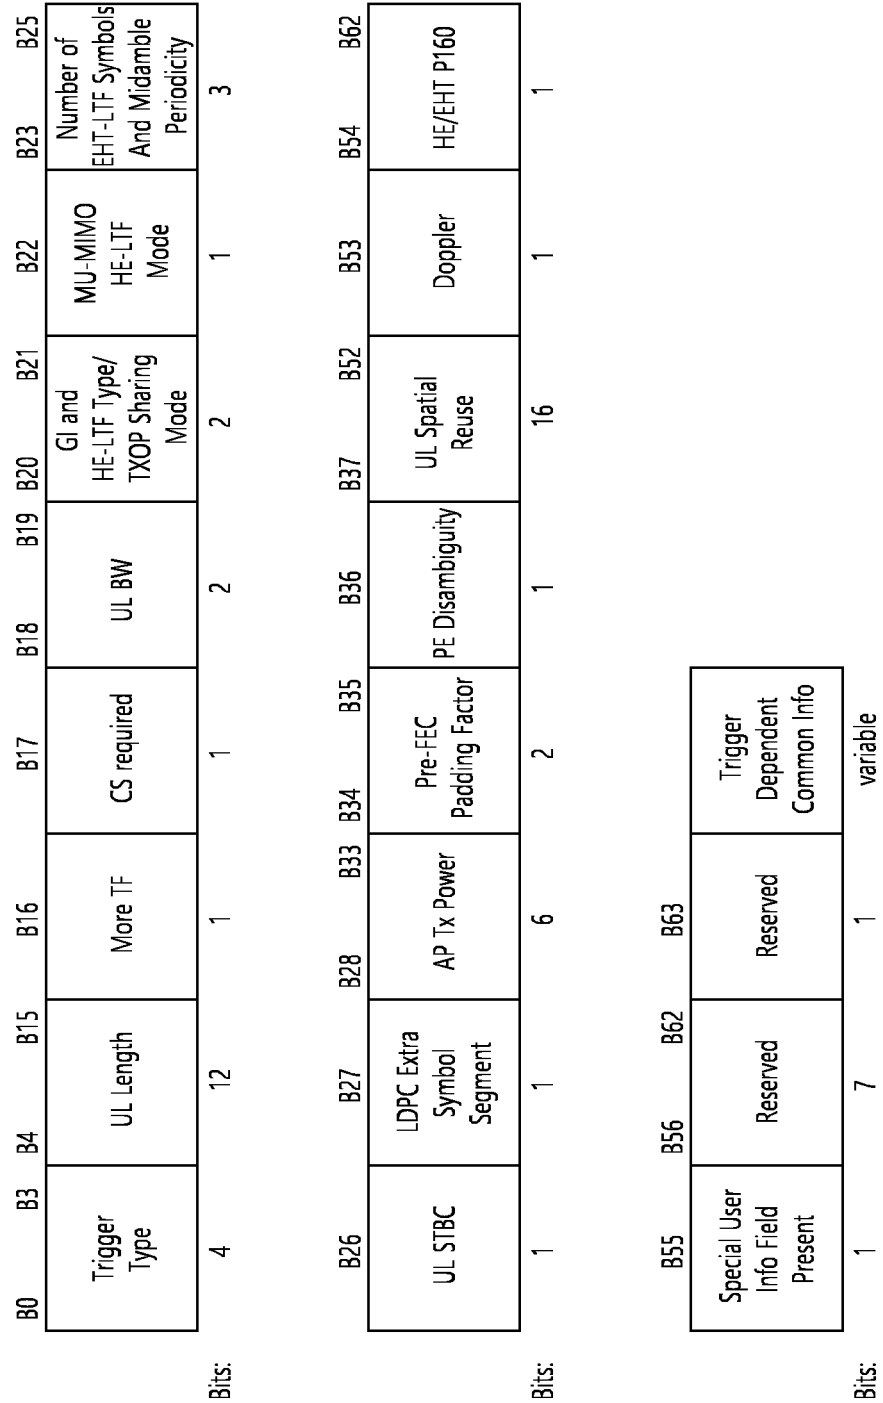 B0 B3 B4 B15 B16 B17 B18 B19 B20 B21 B22 B23 B25
Trigger
Type
UL Length
More TF
CS required
UL BW
GI and
HE-LTF Type/
TXOP Sharing
Mode
MU-MIMO
HE-LTF
Mode
Number of
EHT-LTF Symbols
And Midamble
Periodicity
Bits: 4 12 1 1 2 2 1 3
B26 B27 B28 B33 B34 B35 B36 B37 B52 B53 B54 B62
UL STBC
LDPC Extra
Symbol
Segment
AP Tx Power
Pre-FEC
Padding Factor
PE Disambiguity
UL Spatial
Reuse
Doppler
HE/EHT P160
Bits: 1 1 6 2 1 16 1 1
B55 B56 B62 B63
Special User
Info Field
Present
Reserved
Reserved
Trigger
Dependent
Common Info
Bits: 1 7 1 variable